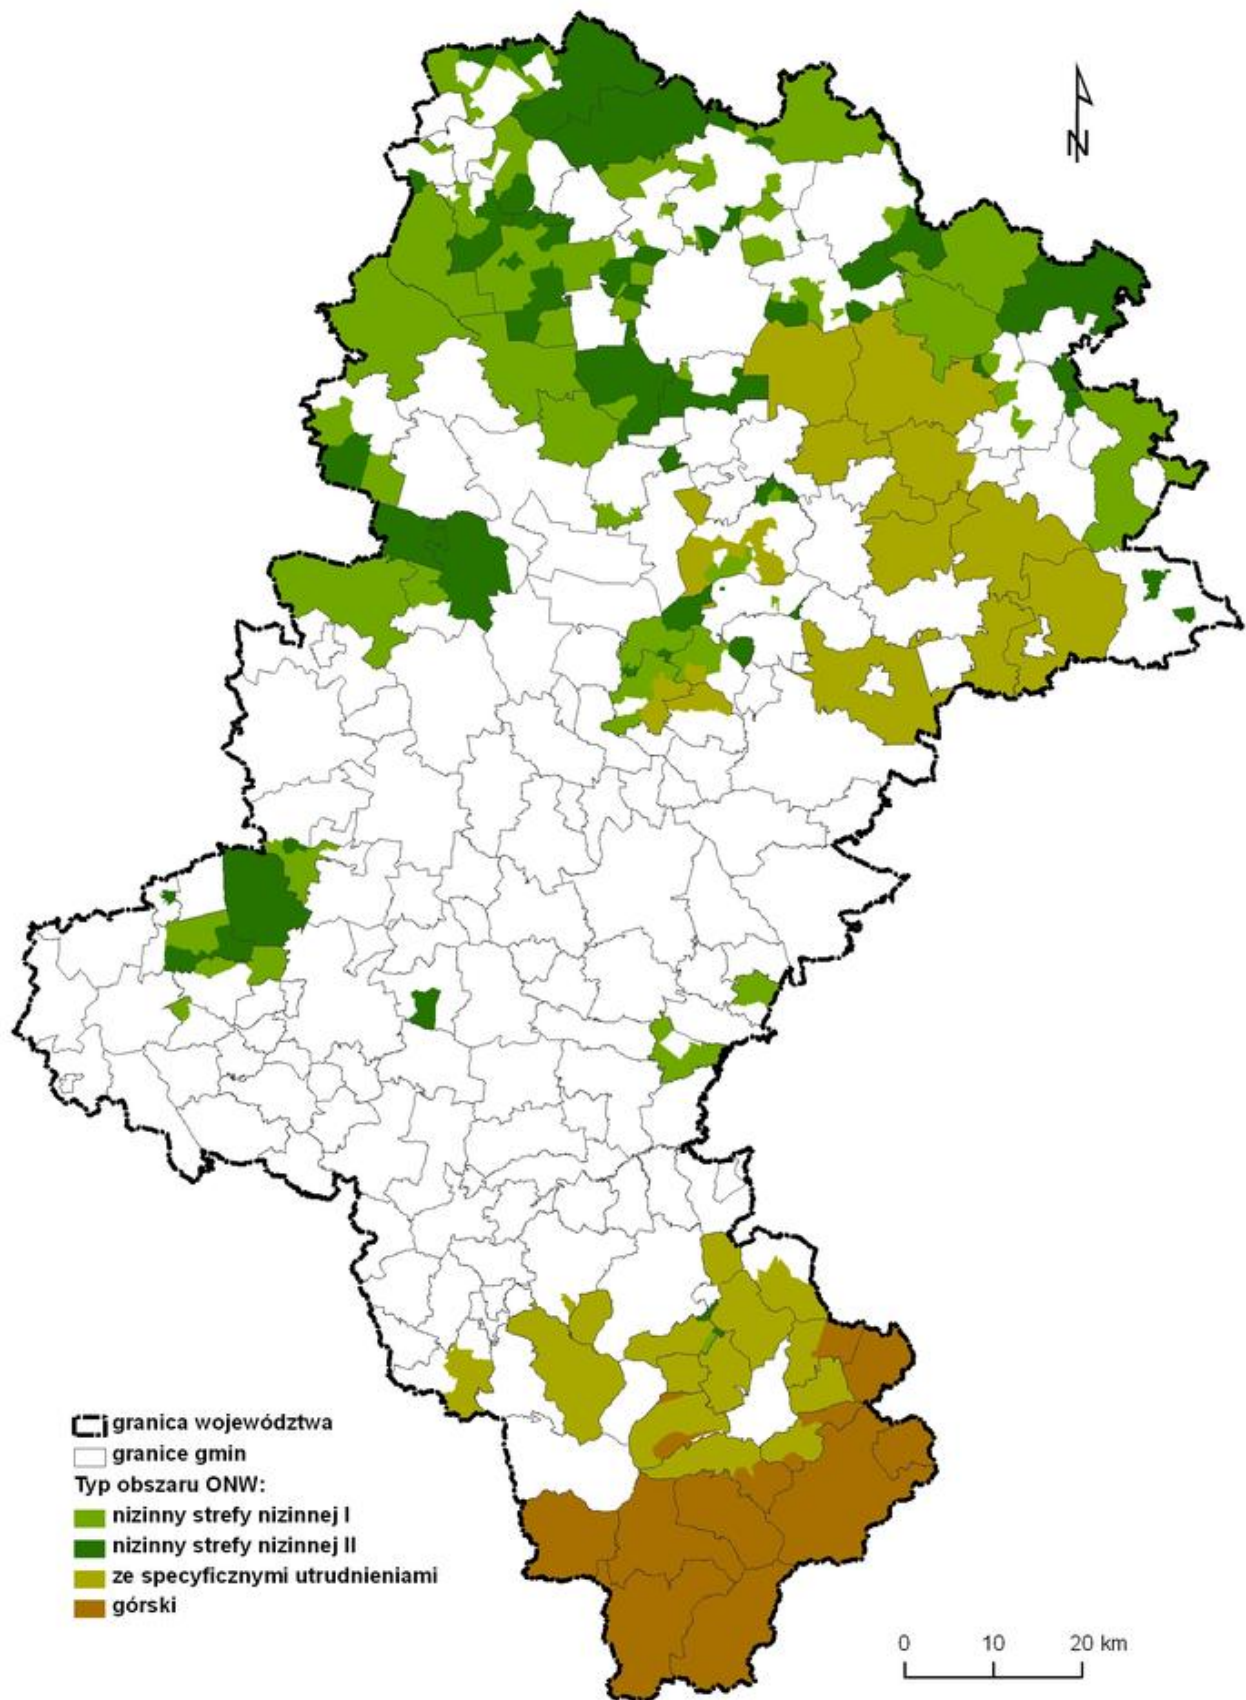 N
granica województwa
granice gmin
Typ obszaru ONW:
nizinny strefy nizinnej I
nizinny strefy nizinnej II
ze specyficznymi utrudnieniami
górski
0 10 20 km